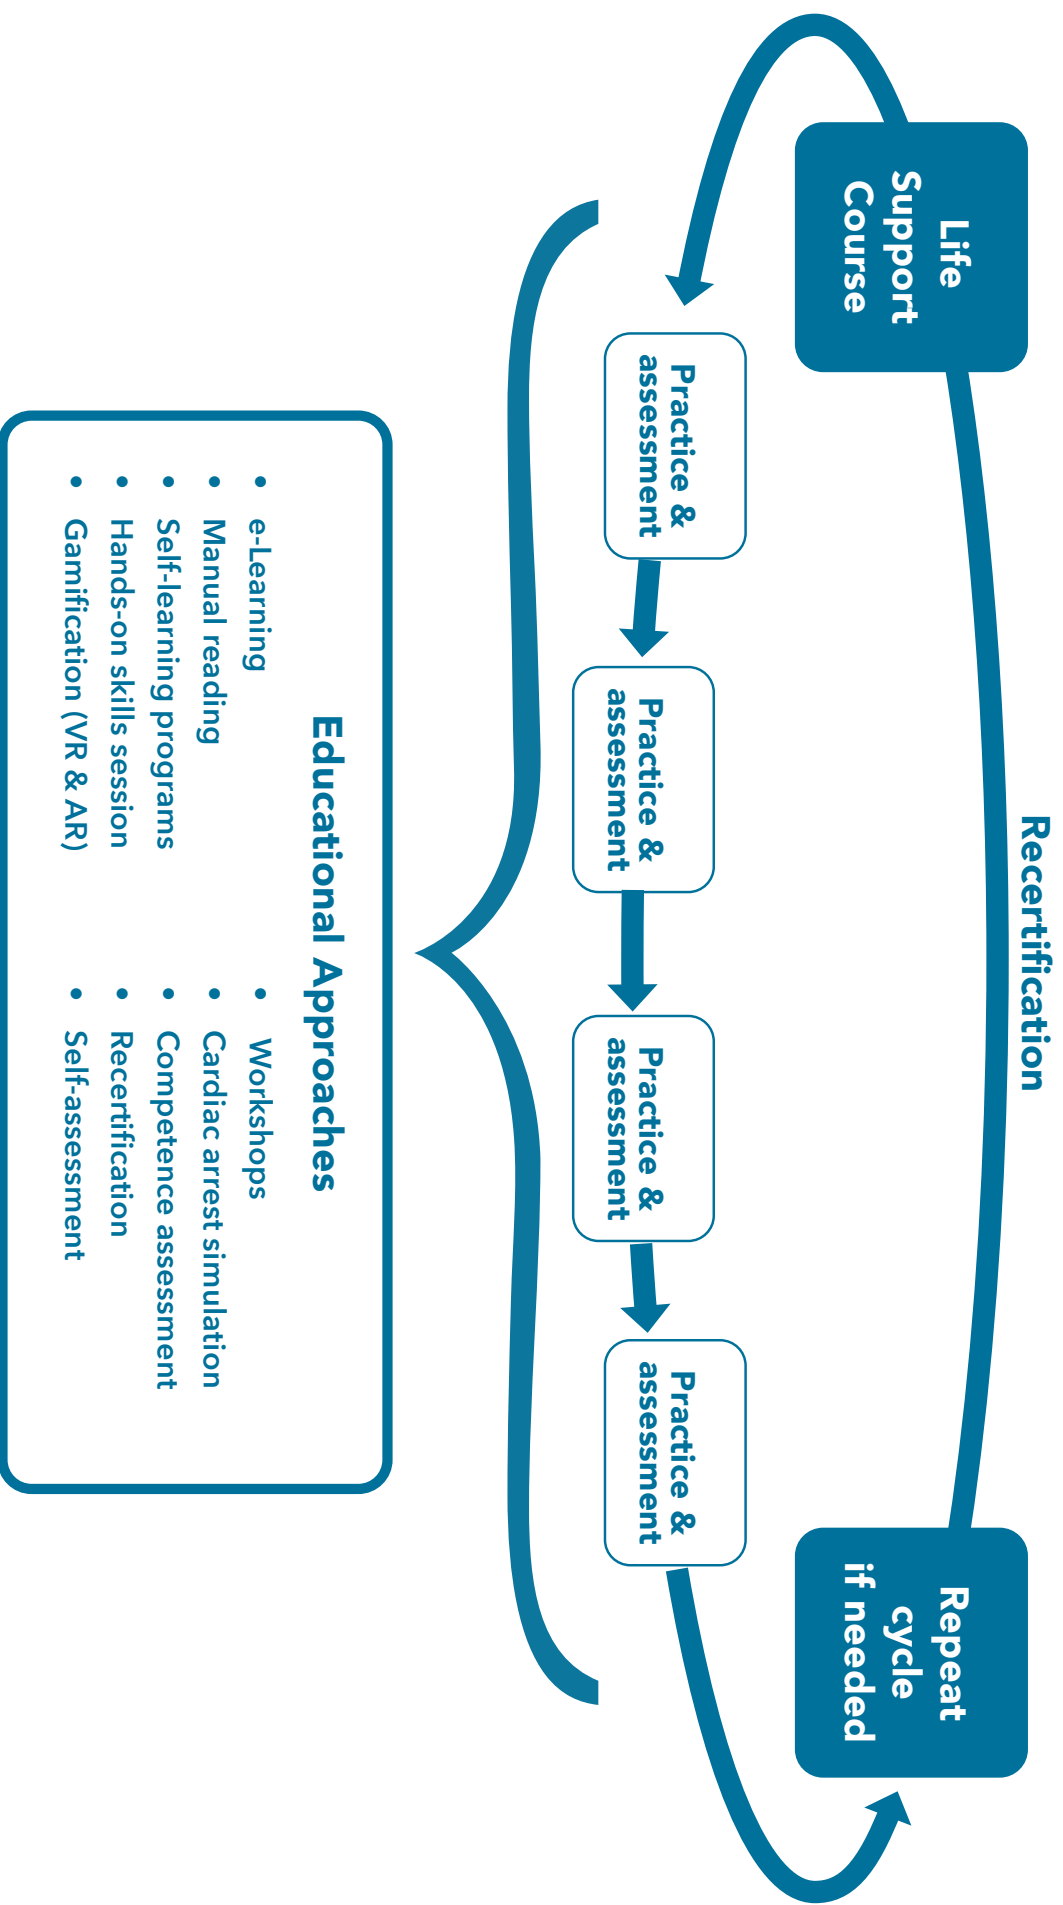 Recertification
Life
Support
Course
Repeat
cycle
if needed
Practice &
assessment
Practice &
assessment
Practice &
assessment
Practice &
assessment
Educational Approaches
• e-Learning
• Manual reading
• Self-learning programs
• Hands-on skills session
• Gamification (VR & AR)
• Workshops
• Cardiac arrest simulation
• Competence assessment
• Recertification
• Self-assessment